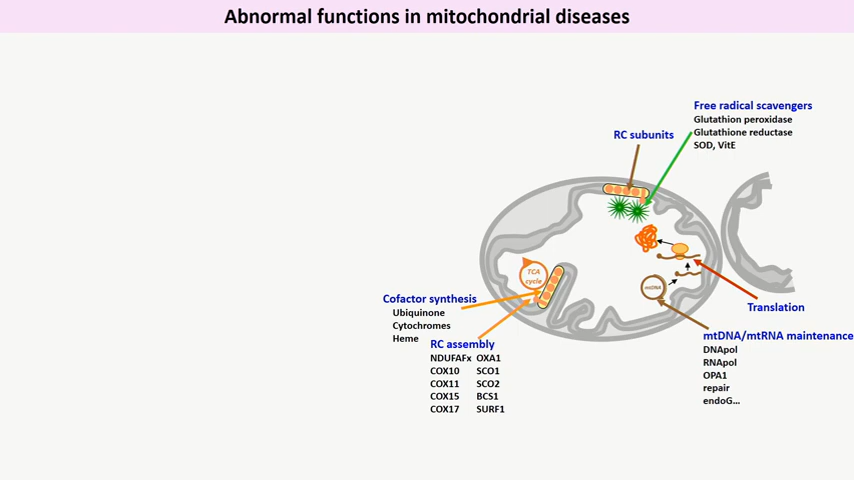 Abnormal functions in mitochondrial diseases
Free radical scavengers
Glutathion peroxidase
Glutathione reductase
SOD, VitE
RC subunits
TCA
cycle
mtDNA
Cofactor synthesis
Ubiquinone
Cytochromes
Heme
RC assembly
NDUFAFx OXA1
COX10 SCO1
COX11 SCO2
COX15 BCS1
COX17 SURF1
Translation
mtDNA/mtRNA maintenance
DNApol
RNApol
OPA1
repair
endoG...